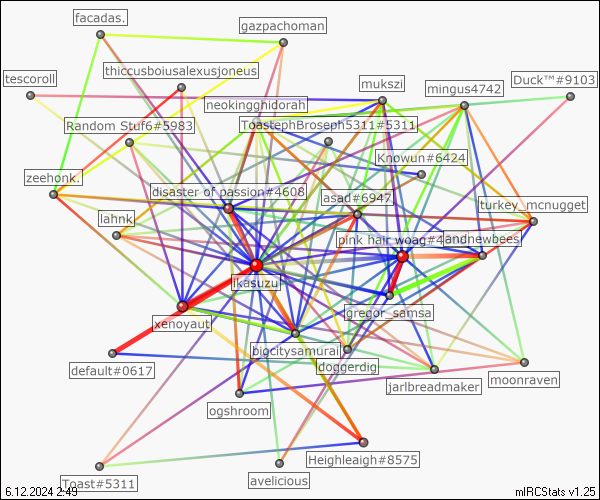 facadas.
gazpachoman
tescoroll
thiccusboiusalexusjoneus
mukszi
mingus4742
Duck™#9103
neokingghidorah
Random Stuf6#5983
ToastephBroseph5311#5311
Knowun#6424
zeehonk.
disaster of passion#4608
asad#6947
turkey_mcnugget
lahnk
pink hair woag#4
andnewbees
ikasuzu
gregor_samsa
xenoyaut
bigcitysamurai
doggerdig
default#0617
jarlbreadmaker
moonraven
ogshroom
Heighleaigh#8575
Toast#5311
avelicious
6.12.2024 2:49
mIRCStats v1.25